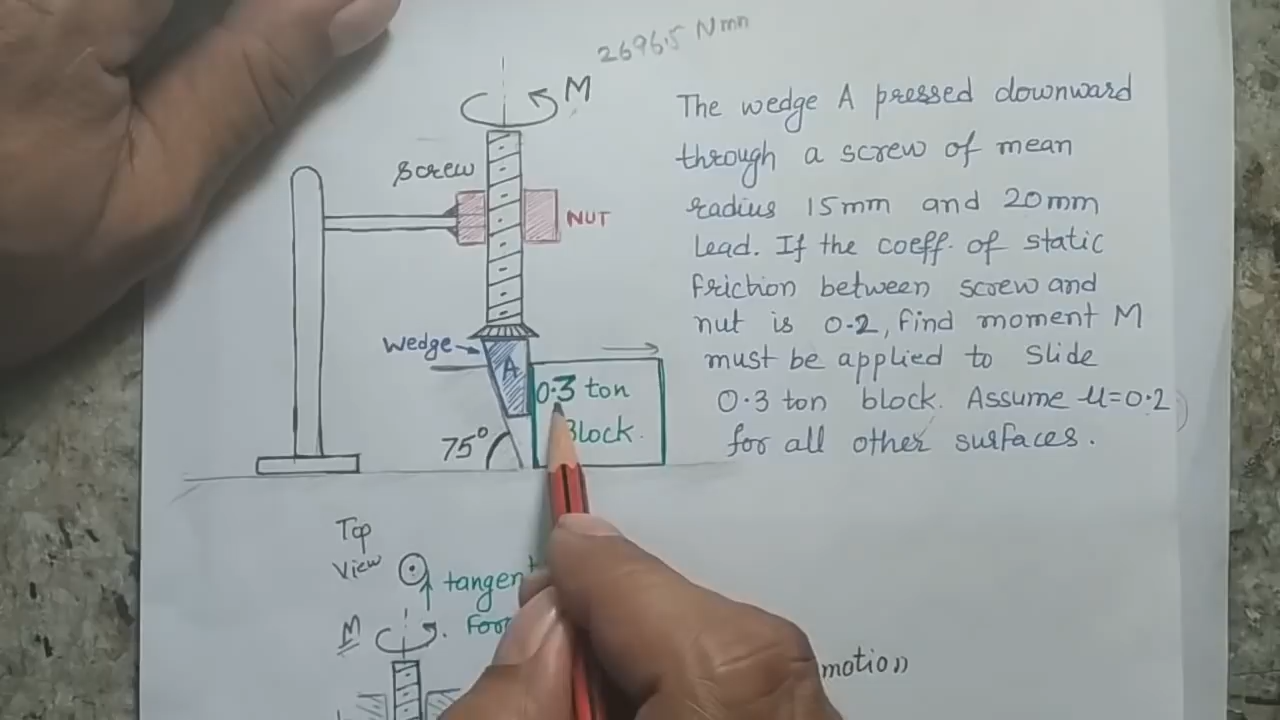 2696.5 Nmm
M
Screw
NUT
Wedge
A
0.3 ton
Block.
75°
The wedge A pressed downward
through a screw of mean
radius 15mm and 20mm
lead. If the coeff. of static
friction between screw and
nut is 0.2, find moment M
must be applied to slide
0.3 ton block. Assume μ=0.2
for all other surfaces.
Top
View
M
motion